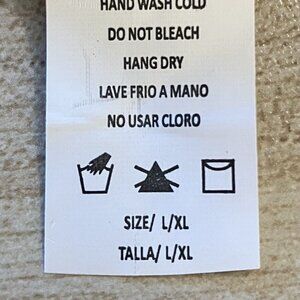 HAND WASH COLD
DO NOT BLEACH
HANG DRY
LAVE FRIO A MANO
NO USAR CLORO
SIZE/ L/XL
TALLA/ L/XL